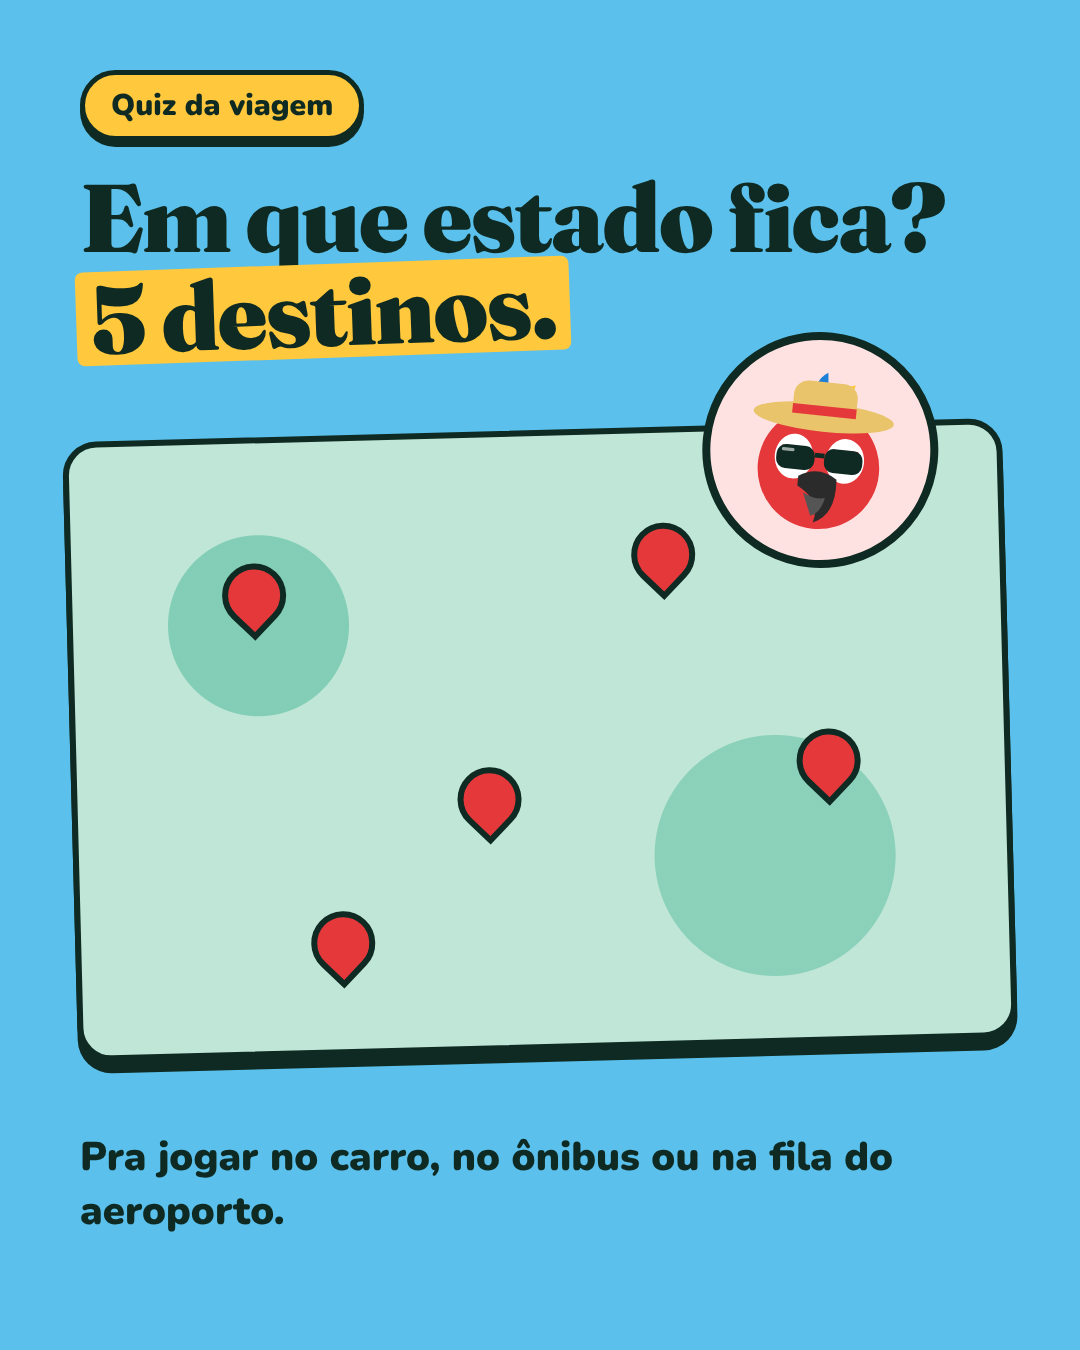 Quiz da viagem
Em que estado fica?
5 destinos.
Pra jogar no carro, no ônibus ou na fila do
aeroporto.